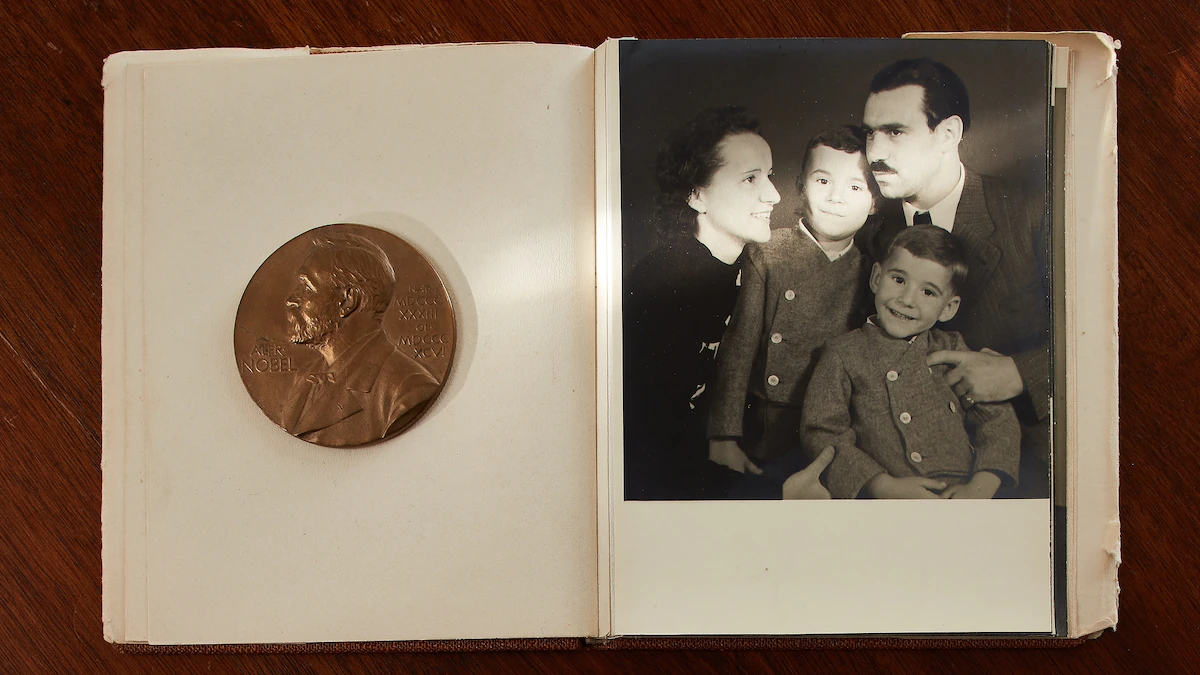 ALFR·
NOBEL
NAT·
MDCCC
XXXIII
OB·
MDCCC
XCVI